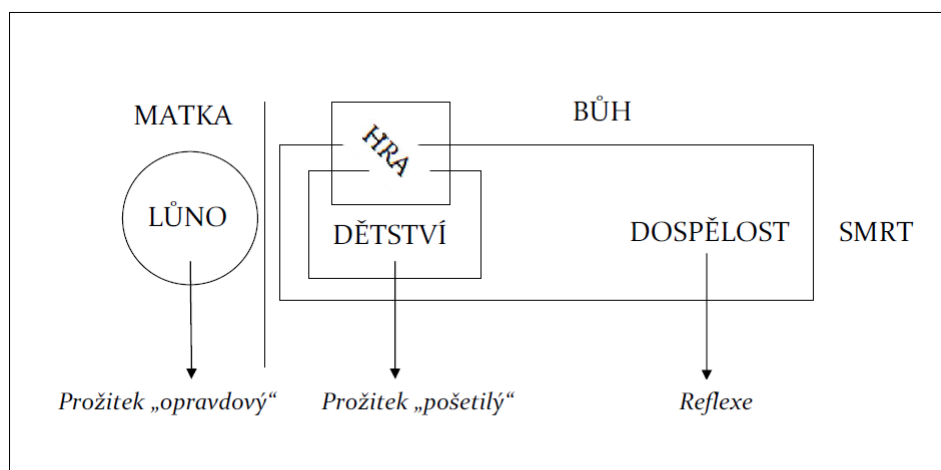 MATKA
BŮH
HRA
LŮNO
DĚTSTVÍ
DOSPĚLOST
SMRT
Prožitek „opravdový“
Prožitek „pošetilý“
Reflexe